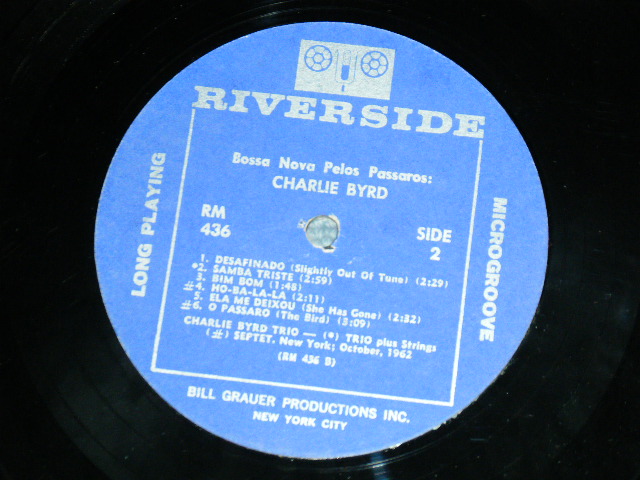 RIVERSIDE
Bossa Nova Pelos Passaros:
CHARLIE BYRD
RM
436
SIDE
2
LONG PLAYING
MICROGROOVE
1. DESAFINADO (Slightly Out Of Tune) (2:29)
*2. SAMBA TRISTE (2:59)
3. BIM BOM (1:48)
#4. HO-BA-LA-LA (2:11)
5. ELA ME DEIXOU (She Has Gone) (2:32)
#6. O PASSARO (The Bird) (3:09)
CHARLIE BYRD TRIO — (*) TRIO plus Strings
(#) SEPTET. New York; October, 1962
(RM 436 B)
BILL GRAUER PRODUCTIONS INC.
NEW YORK CITY